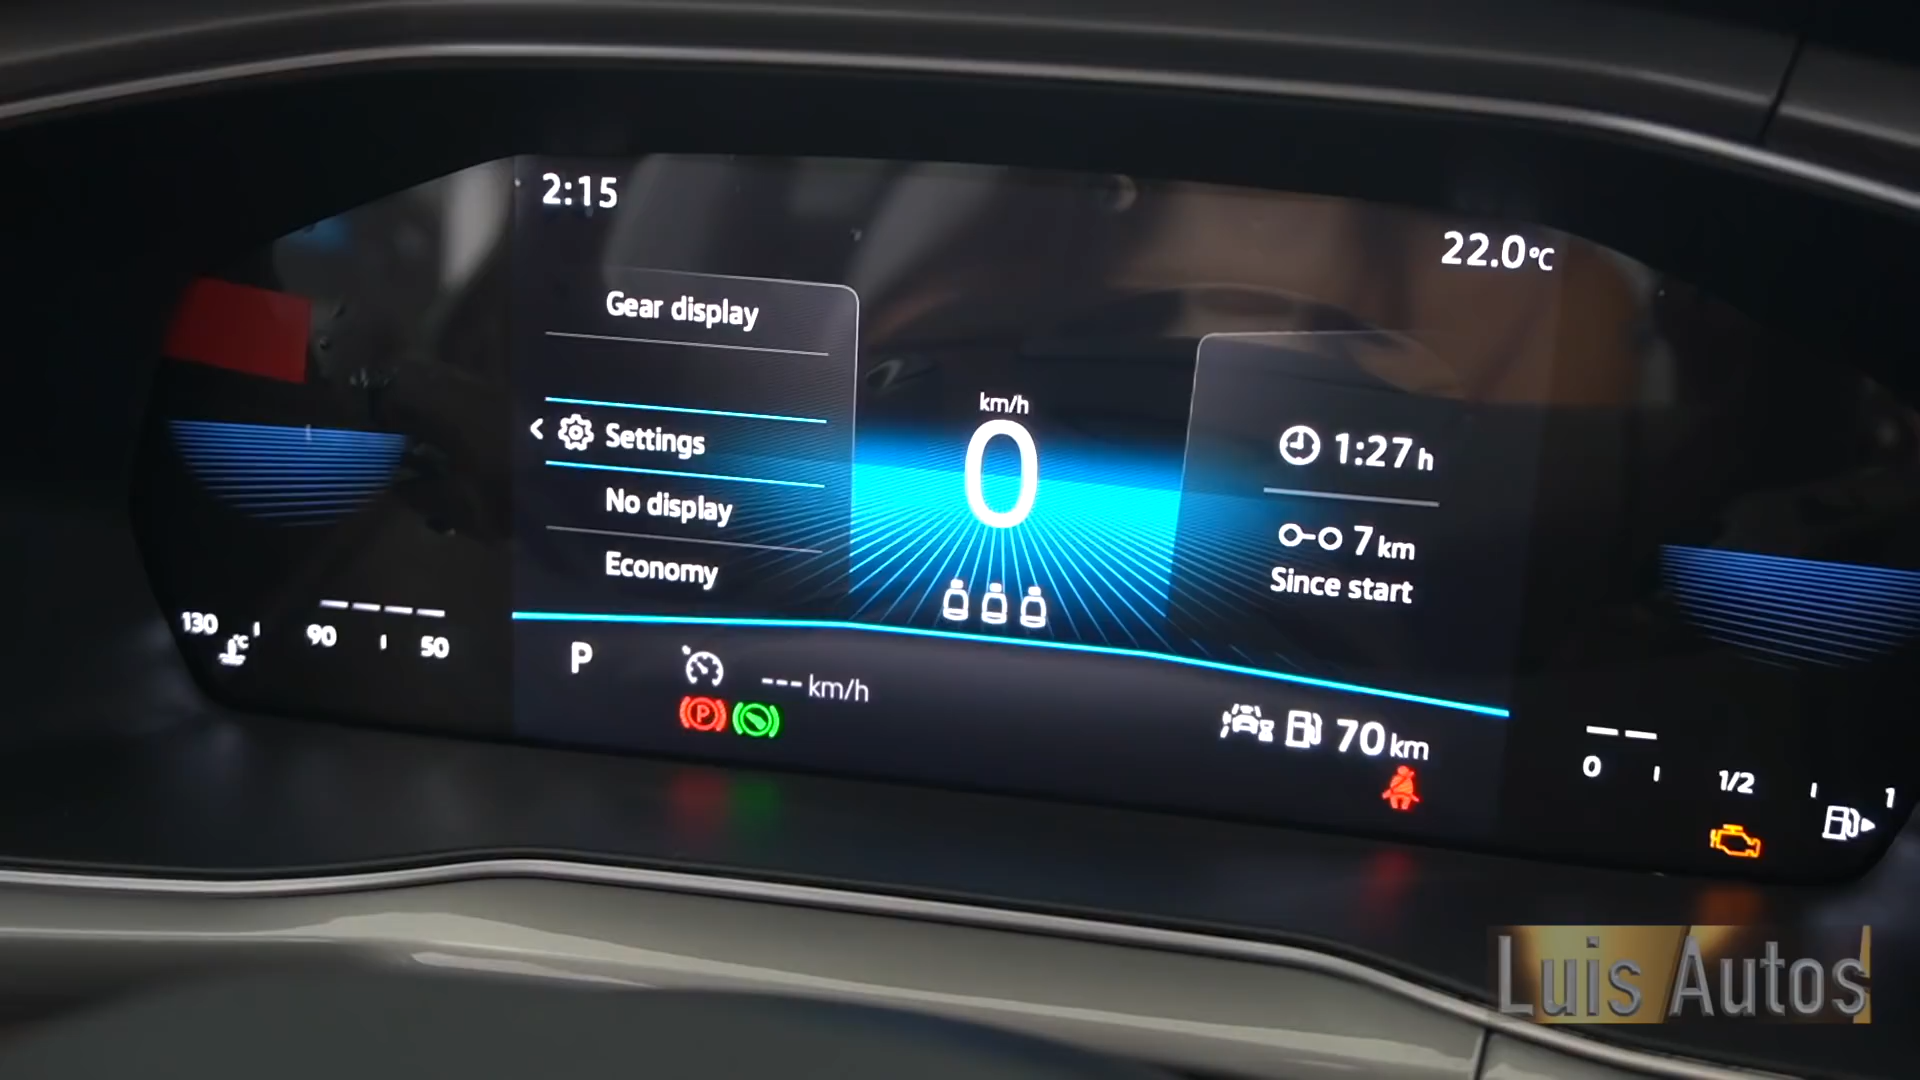 2:15
22.0°C
Gear display
Settings
No display
Economy
km/h
0
1:27 h
7 km
Since start
130
°C
90
50
P
--- km/h
P
70 km
0
1/2
1
Luis Autos